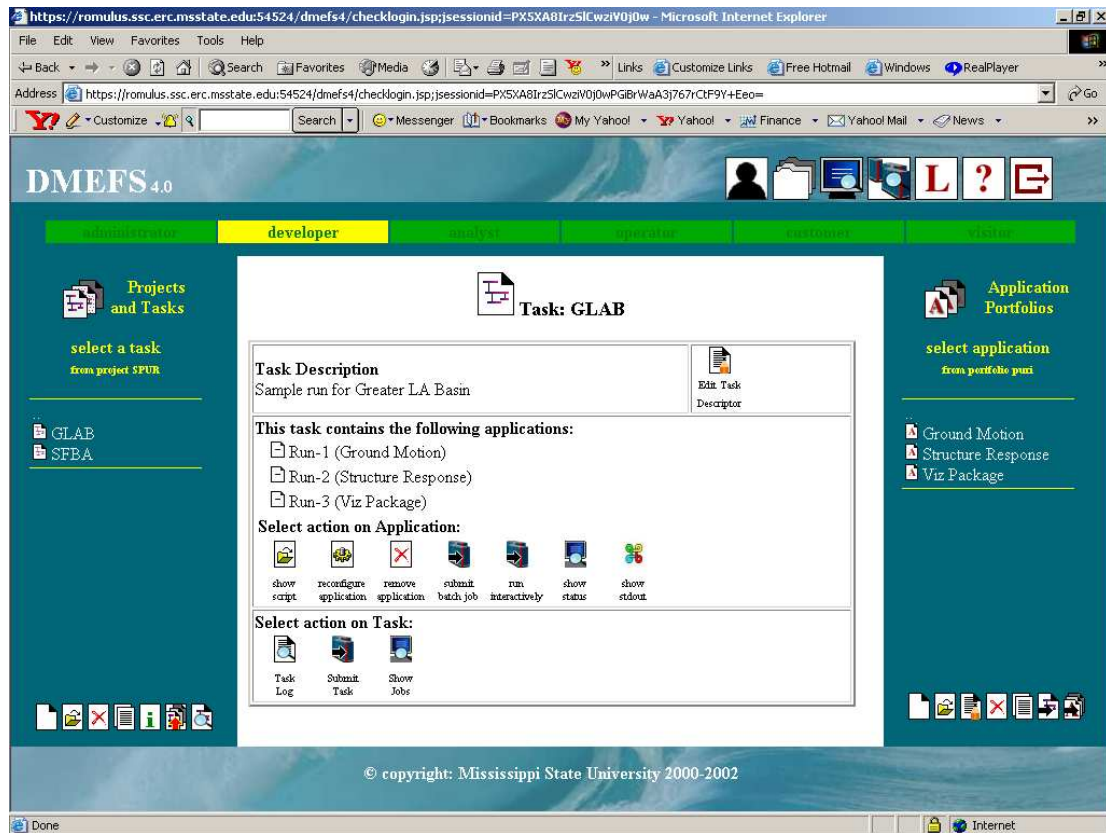 https://romulus.ssc.erc.msstate.edu:54524/dmefs4/checklogin.jsp;jsessionid=PX5XA8IrzSlCwziV0j0w - Microsoft Internet Explorer
File Edit View Favorites Tools Help
Back Search Favorites Media » Links Customize Links Free Hotmail Windows RealPlayer »
Address https://romulus.ssc.erc.msstate.edu:54524/dmefs4/checklogin.jsp;jsessionid=PX5XA8IrzSlCwziV0j0wPGiBrWaA3j767rCtF9Y+Eeo= Go
Y! Customize Search Messenger Bookmarks My Yahoo! Yahoo! Finance Yahoo! Mail News »
DMEFS 4.0
L ?
administrator developer analyst operator customer visitor
Projects
and Tasks
select a task
from project SPUR
..
GLAB
SFBA
Task: GLAB
Task Description
Sample run for Greater LA Basin
Edit Task
Descriptor
This task contains the following applications:
Run-1 (Ground Motion)
Run-2 (Structure Response)
Run-3 (Viz Package)
Select action on Application:
show script
reconfigure application
remove application
submit batch job
run interactively
show status
show stdout
Select action on Task:
Task Log
Submit Task
Show Jobs
A Application
Portfolios
select application
from portfolio puri
..
A Ground Motion
A Structure Response
A Viz Package
i
© copyright: Mississippi State University 2000-2002
Done Internet